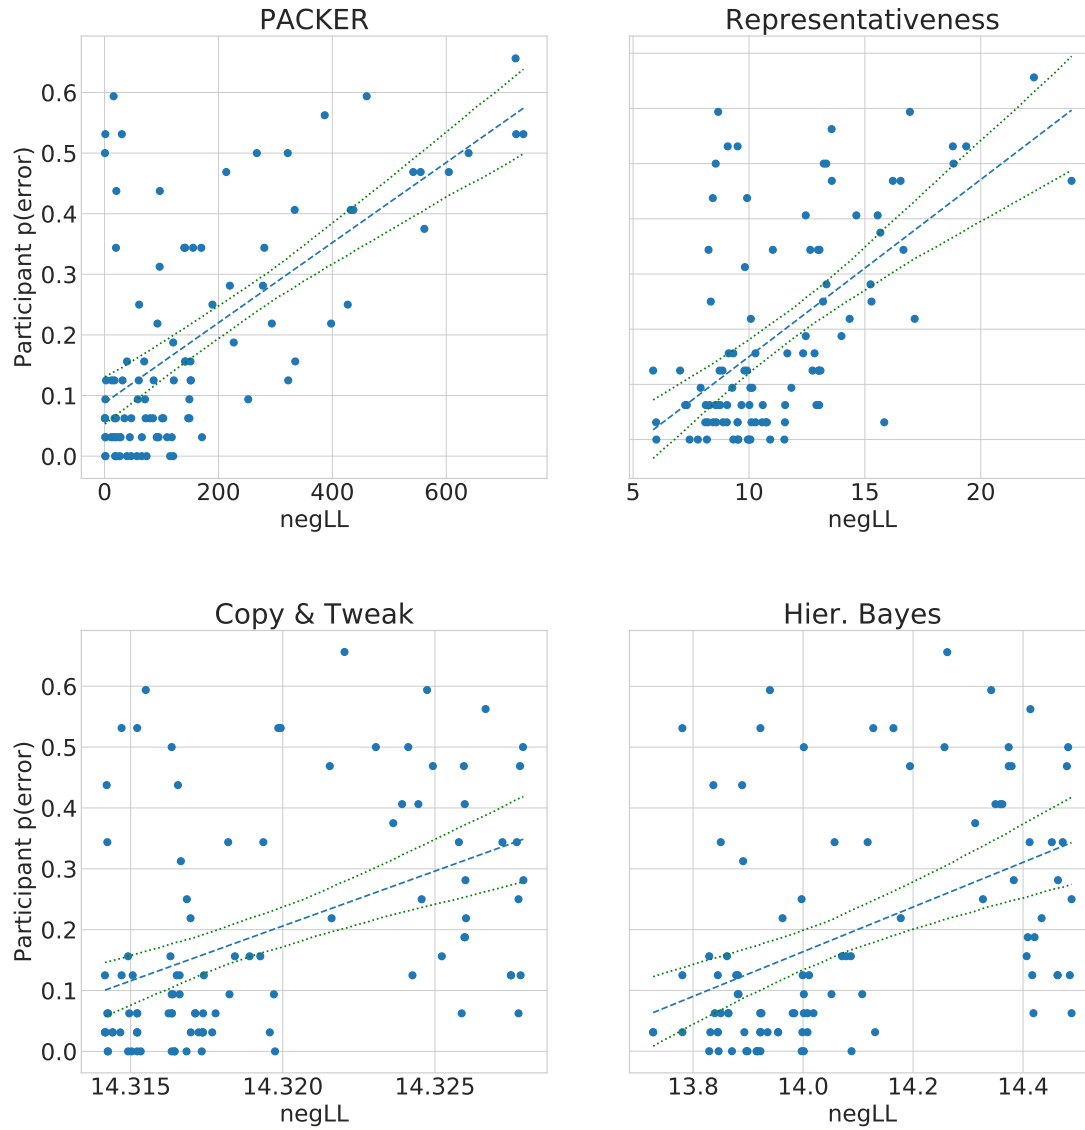 PACKER
Representativeness
Participant p(error)
0.6
0.5
0.4
0.3
0.2
0.1
0.0
0 200 400 600
5 10 15 20
negLL
negLL
Copy & Tweak
Hier. Bayes
Participant p(error)
0.6
0.5
0.4
0.3
0.2
0.1
0.0
14.315 14.320 14.325
13.8 14.0 14.2 14.4
negLL
negLL